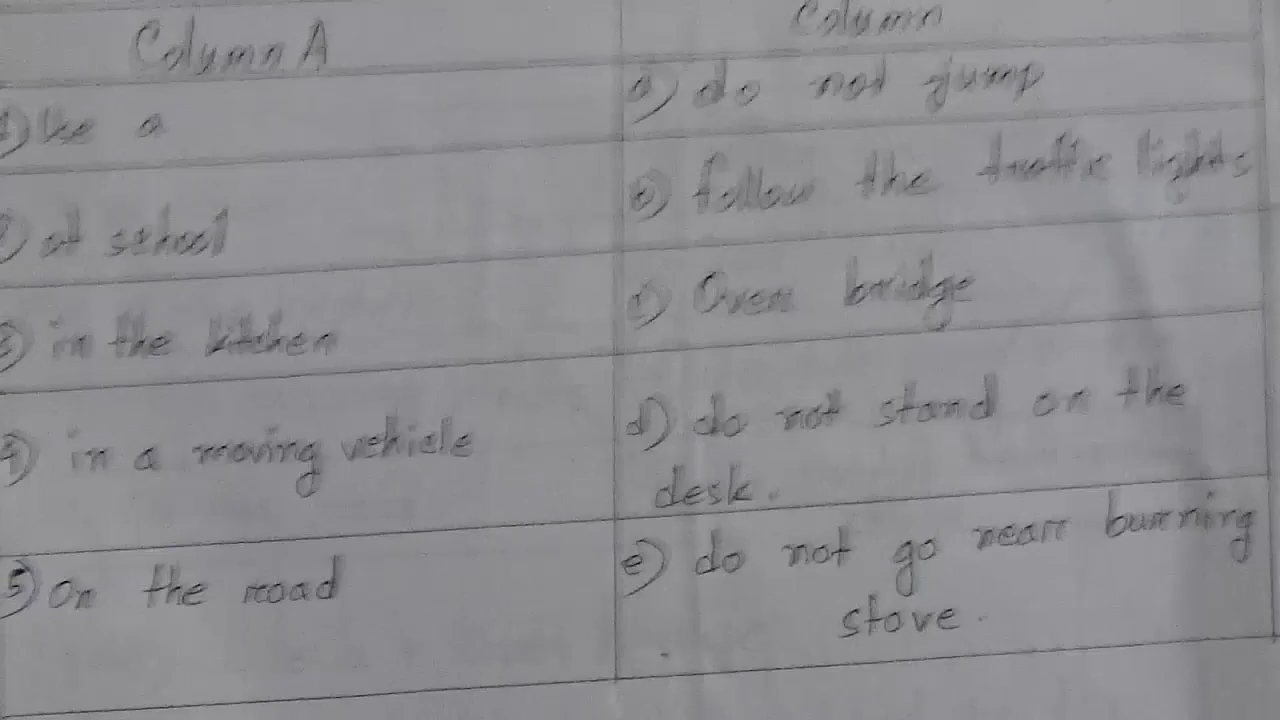 Column A
Column
1) Use a
a) do not jump
2) at school
b) follow the traffic lights
3) in the kitchen
c) Over bridge
4) in a moving vehicle
d) do not stand on the
desk.
5) On the road
e) do not go near burning
stove.